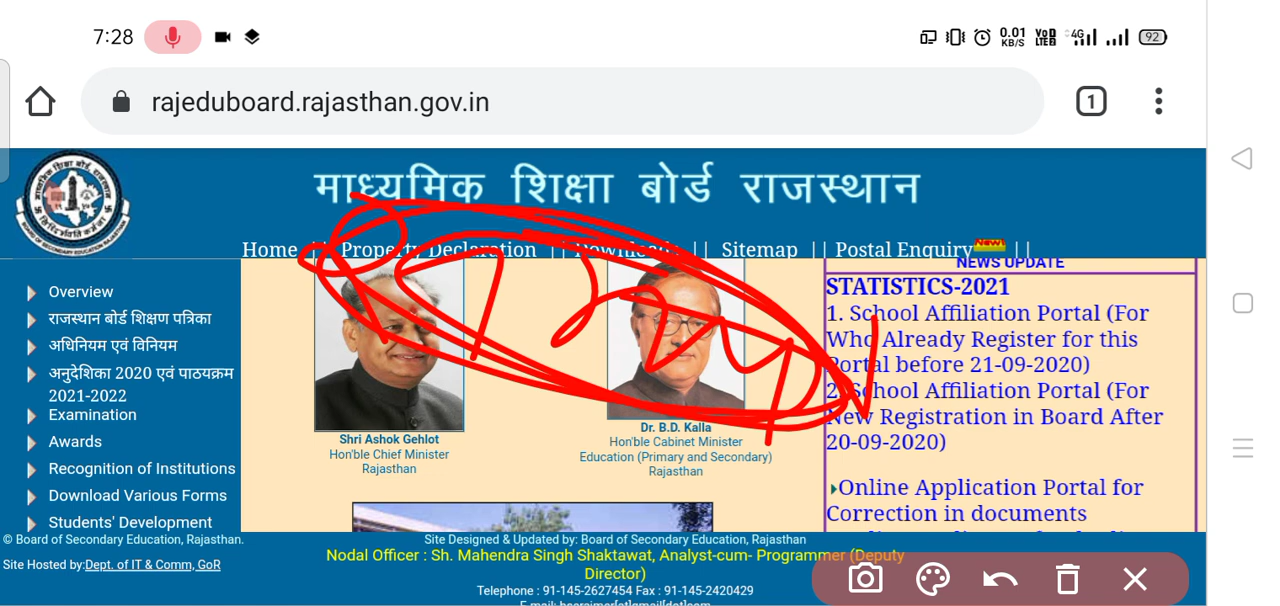 7:28
0.01
KB/S
4G
92
rajeduboard.rajasthan.gov.in
1
माध्यमिक शिक्षा बोर्ड राजस्थान
Home || Property Declaration || Downloads || Sitemap || Postal Enquiry New! ||
Overview
राजस्थान बोर्ड शिक्षण पत्रिका
अधिनियम एवं विनियम
अनुदेशिका 2020 एवं पाठयक्रम
2021-2022
Examination
Awards
Recognition of Institutions
Download Various Forms
Students' Development
Shri Ashok Gehlot
Hon'ble Chief Minister
Rajasthan
Dr. B.D. Kalla
Hon'ble Cabinet Minister
Education (Primary and Secondary)
Rajasthan
NEWS UPDATE
STATISTICS-2021
1. School Affiliation Portal (For
Who Already Register for this
Portal before 21-09-2020)
2. School Affiliation Portal (For
New Registration in Board After
20-09-2020)
Online Application Portal for
Correction in documents
© Board of Secondary Education, Rajasthan.
Site Hosted by:Dept. of IT & Comm, GoR
Site Designed & Updated by: Board of Secondary Education, Rajasthan
Nodal Officer : Sh. Mahendra Singh Shaktawat, Analyst-cum- Programmer (Deputy
Director)
Telephone : 91-145-2627454 Fax : 91-145-2420429